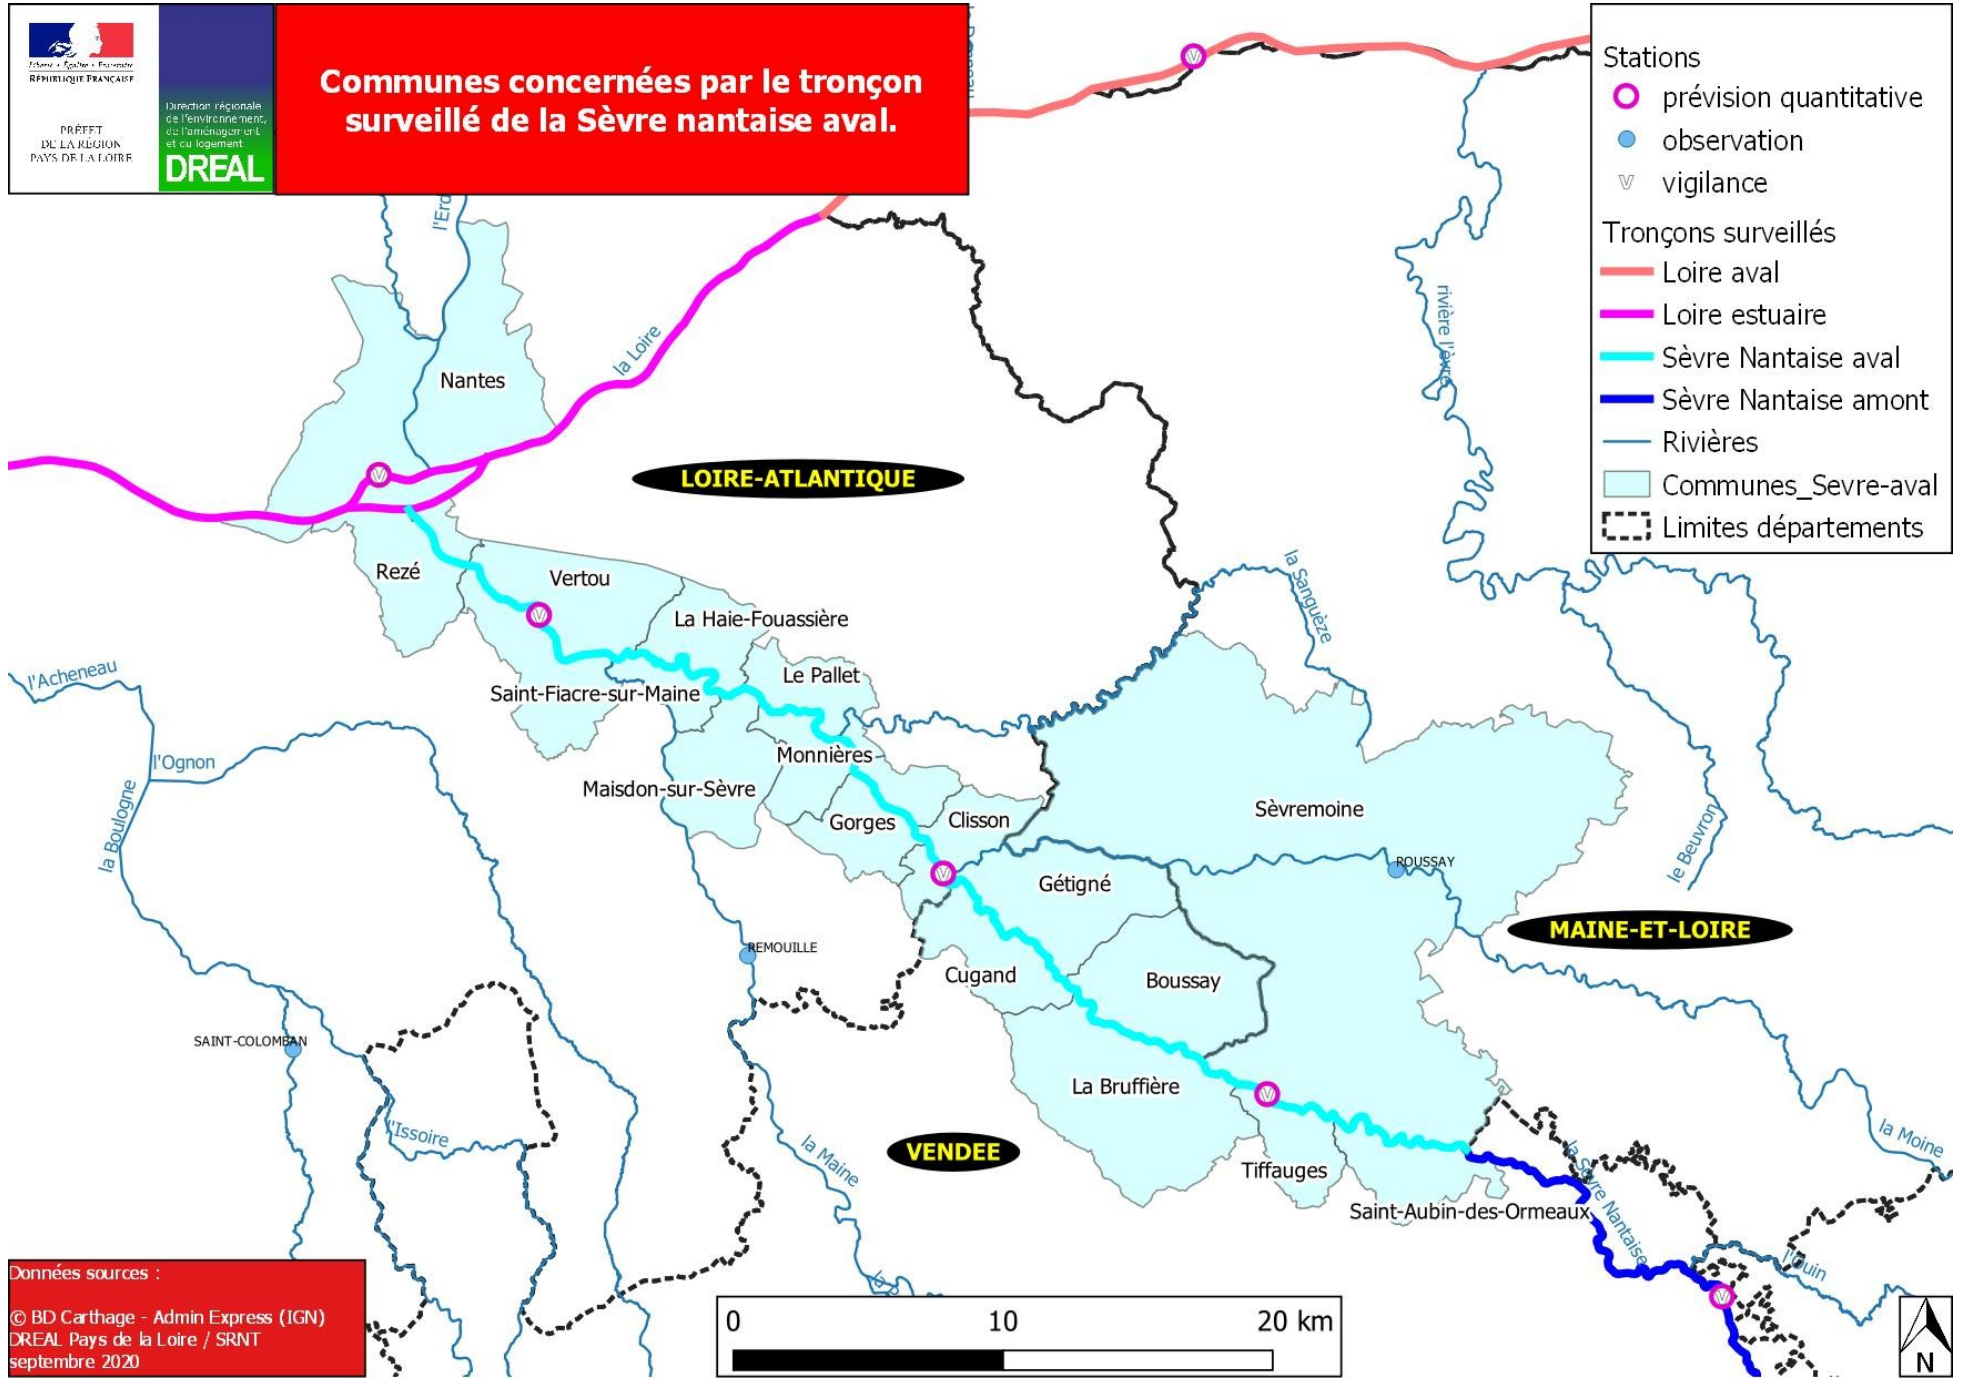 Liberté • Égalité • Fraternité
RÉPUBLIQUE FRANÇAISE
PRÉFET
DE LA RÉGION
PAYS DE LA LOIRE
Direction régionale
de l'environnement,
de l'aménagement
et du logement
DREAL
Communes concernées par le tronçon
surveillé de la Sèvre nantaise aval.
Stations
prévision quantitative
observation
V vigilance
Tronçons surveillés
Loire aval
Loire estuaire
Sèvre Nantaise aval
Sèvre Nantaise amont
Rivières
Communes_Sevre-aval
Limites départements
l'Erd
la Loire
rivière l'èvre
Nantes
LOIRE-ATLANTIQUE
Rezé
Vertou
La Haie-Fouassière
la Sanguèze
Le Pallet
l'Acheneau
Saint-Fiacre-sur-Maine
l'Ognon
Monnières
Maisdon-sur-Sèvre
la Boulogne
Gorges
Clisson
Sèvremoine
le Beuvron
ROUSSAY
Gétigné
MAINE-ET-LOIRE
REMOUILLE
Cugand
Boussay
SAINT-COLOMBAN
La Bruffière
l'Issoire
VENDEE
la Maine
la Moine
Tiffauges
la Sèvre Nantaise
Saint-Aubin-des-Ormeaux
l'Ouin
Données sources :
© BD Carthage - Admin Express (IGN)
DREAL Pays de la Loire / SRNT
septembre 2020
0 10 20 km
N